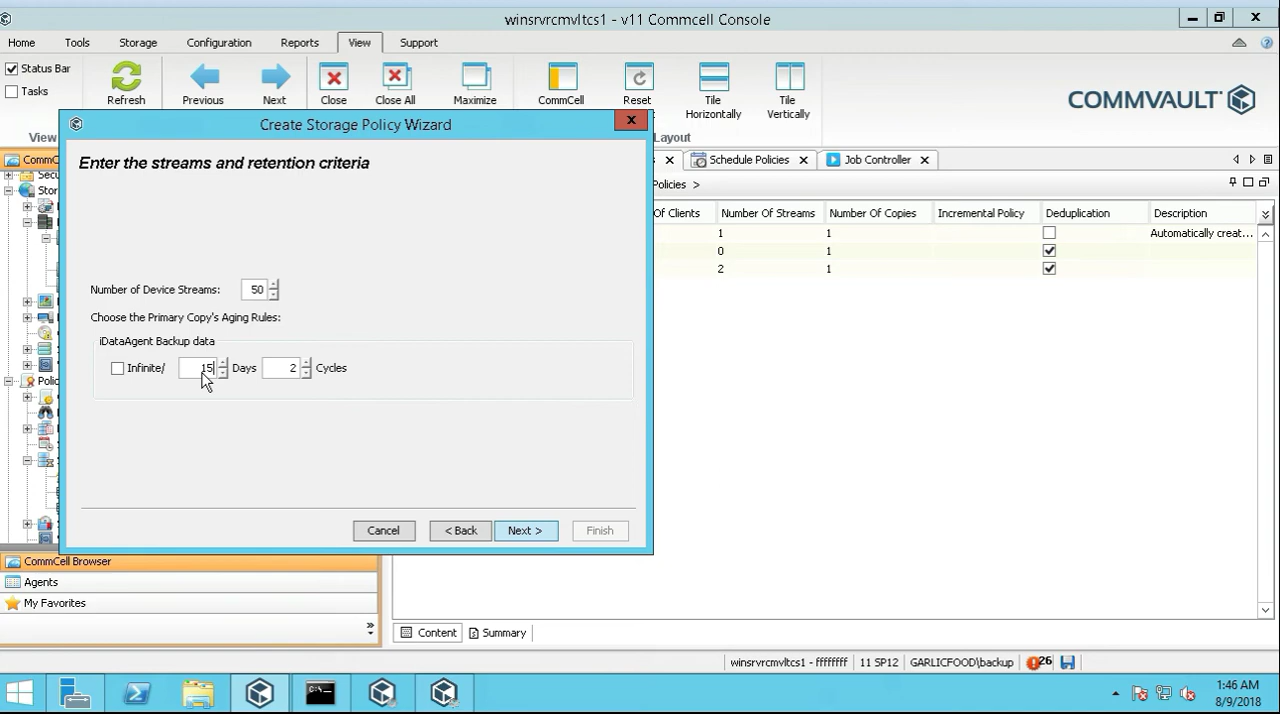 winsrvrcmvltcs1 - v11 Commcell Console
Home Tools Storage Configuration Reports View Support
Status Bar
Tasks
Refresh Previous Next Close Close All Maximize CommCell Reset Tile Horizontally Tile Vertically
COMMVAULT
View Layout
Create Storage Policy Wizard
CommC
Schedule Policies Job Controller
Secu
Stor
Polic
Policies >
Of Clients Number Of Streams Number Of Copies Incremental Policy Deduplication Description
1 1 Automatically creat...
0 1
2 1
Enter the streams and retention criteria
Number of Device Streams: 50
Choose the Primary Copy's Aging Rules:
iDataAgent Backup data
Infinite/ 15 Days 2 Cycles
Cancel < Back Next > Finish
CommCell Browser
Agents
My Favorites
Content Summary
winsrvrcmvltcs1 - ffffffff 11 SP12 GARLICFOOD\backup 26
1:46 AM
8/9/2018